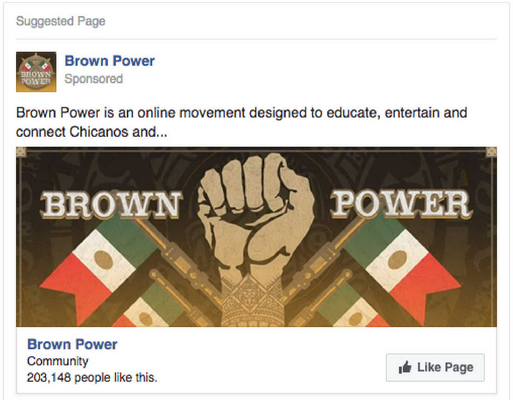 Suggested Page
BROWN
POWER
Brown Power
Sponsored
Brown Power is an online movement designed to educate, entertain and
connect Chicanos and...
BROWN POWER
Brown Power
Community
203,148 people like this.
Like Page